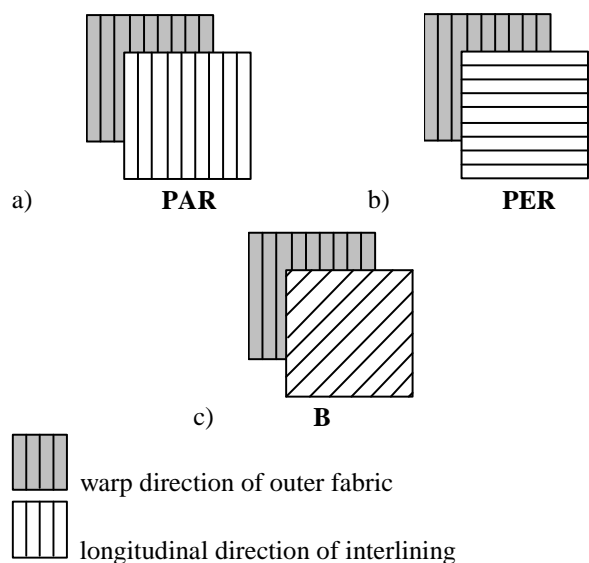 a) PAR b) PER
c) B
warp direction of outer fabric
longitudinal direction of interlining